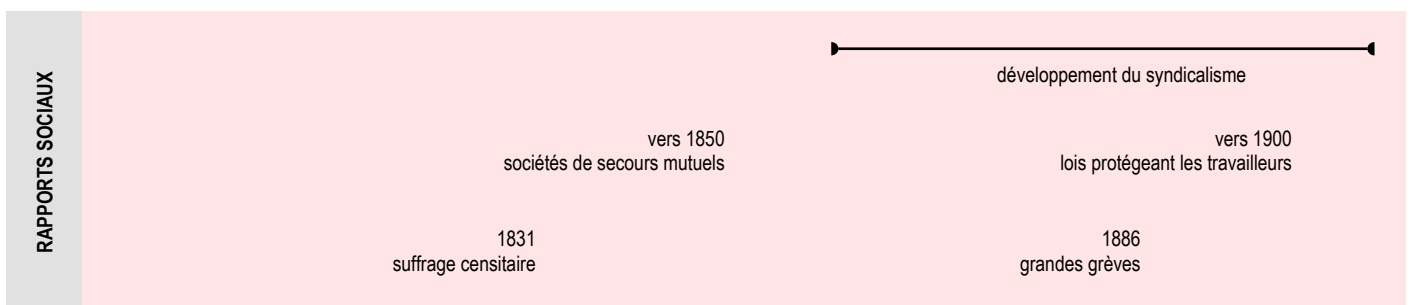 RAPPORTS SOCIAUX
développement du syndicalisme
vers 1850
sociétés de secours mutuels
vers 1900
lois protégeant les travailleurs
1831
suffrage censitaire
1886
grandes grèves